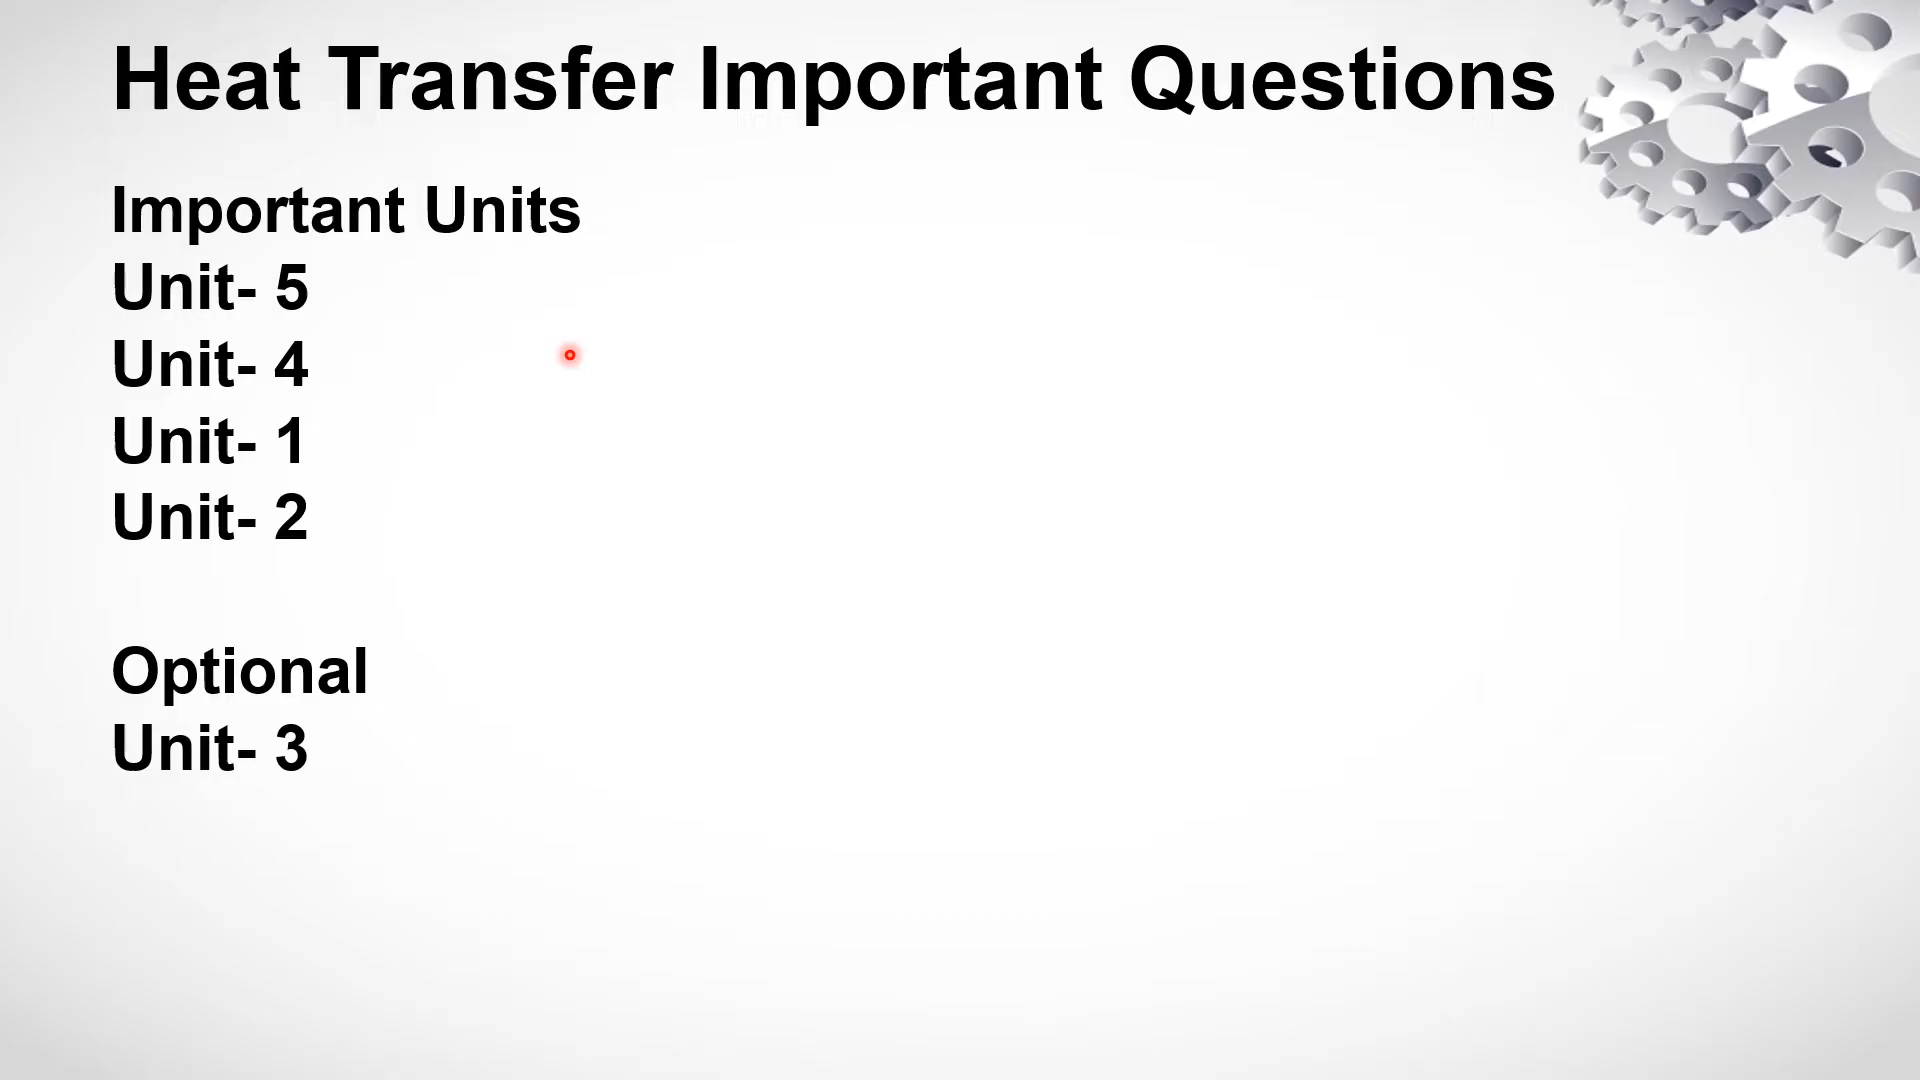 Heat Transfer Important Questions
Important Units
Unit- 5
Unit- 4
Unit- 1
Unit- 2
Optional
Unit- 3